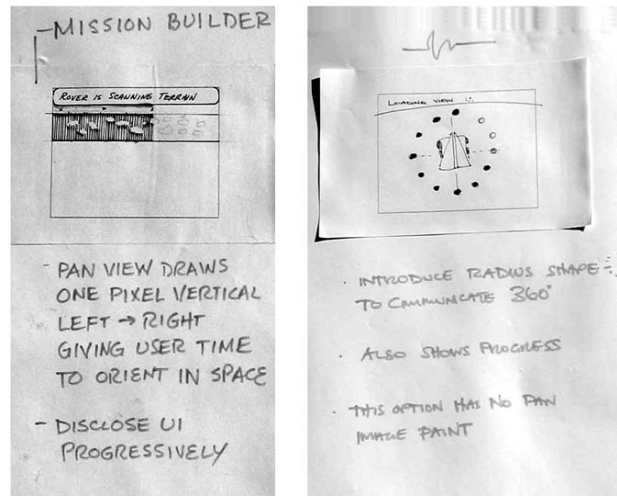 - MISSION BUILDER
ROVER IS SCANNING TERRAIN
- PAN VIEW DRAWS
ONE PIXEL VERTICAL
LEFT → RIGHT
GIVING USER TIME
TO ORIENT IN SPACE
- DISCLOSE UI
PROGRESSIVELY
LOADING VIEW
· INTRODUCE RADIUS SHAPE
TO COMMUNICATE 360°
· ALSO SHOWS PROGRESS
· THIS OPTION HAS NO PAN
IMAGE PAINT